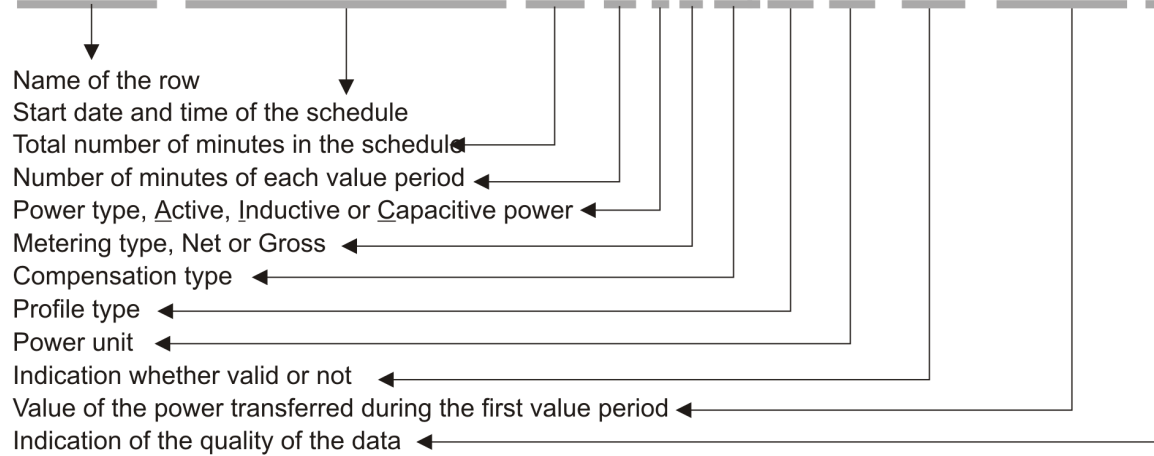 Name of the row
Start date and time of the schedule
Total number of minutes in the schedule
Number of minutes of each value period
Power type, Active, Inductive or Capacitive power
Metering type, Net or Gross
Compensation type
Profile type
Power unit
Indication whether valid or not
Value of the power transferred during the first value period
Indication of the quality of the data